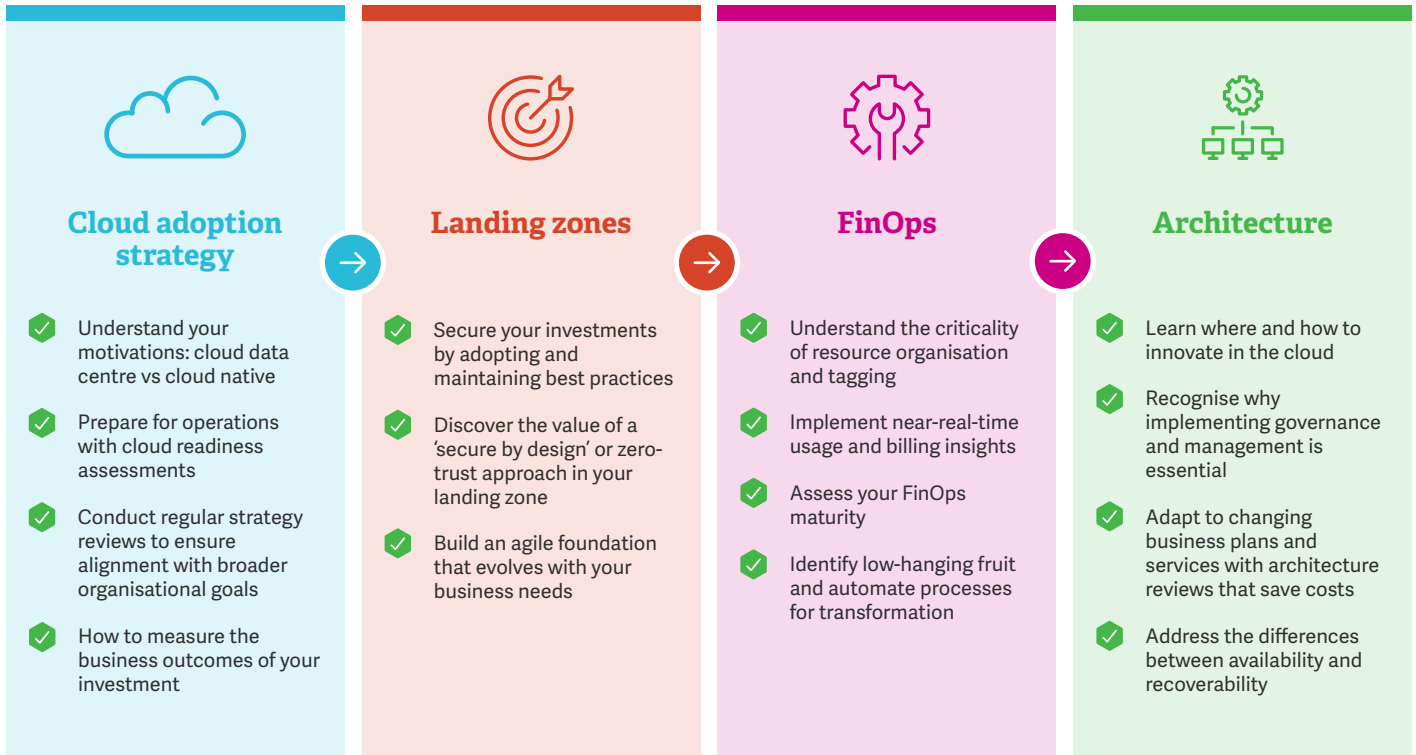 Cloud adoption
strategy
Understand your
motivations: cloud data
centre vs cloud native
Prepare for operations
with cloud readiness
assessments
Conduct regular strategy
reviews to ensure
alignment with broader
organisational goals
How to measure the
business outcomes of your
investment
Landing zones
Secure your investments
by adopting and
maintaining best practices
Discover the value of a
‘secure by design’ or zero-
trust approach in your
landing zone
Build an agile foundation
that evolves with your
business needs
FinOps
Understand the criticality
of resource organisation
and tagging
Implement near-real-time
usage and billing insights
Assess your FinOps
maturity
Identify low-hanging fruit
and automate processes
for transformation
Architecture
Learn where and how to
innovate in the cloud
Recognise why
implementing governance
and management is
essential
Adapt to changing
business plans and
services with architecture
reviews that save costs
Address the differences
between availability and
recoverability